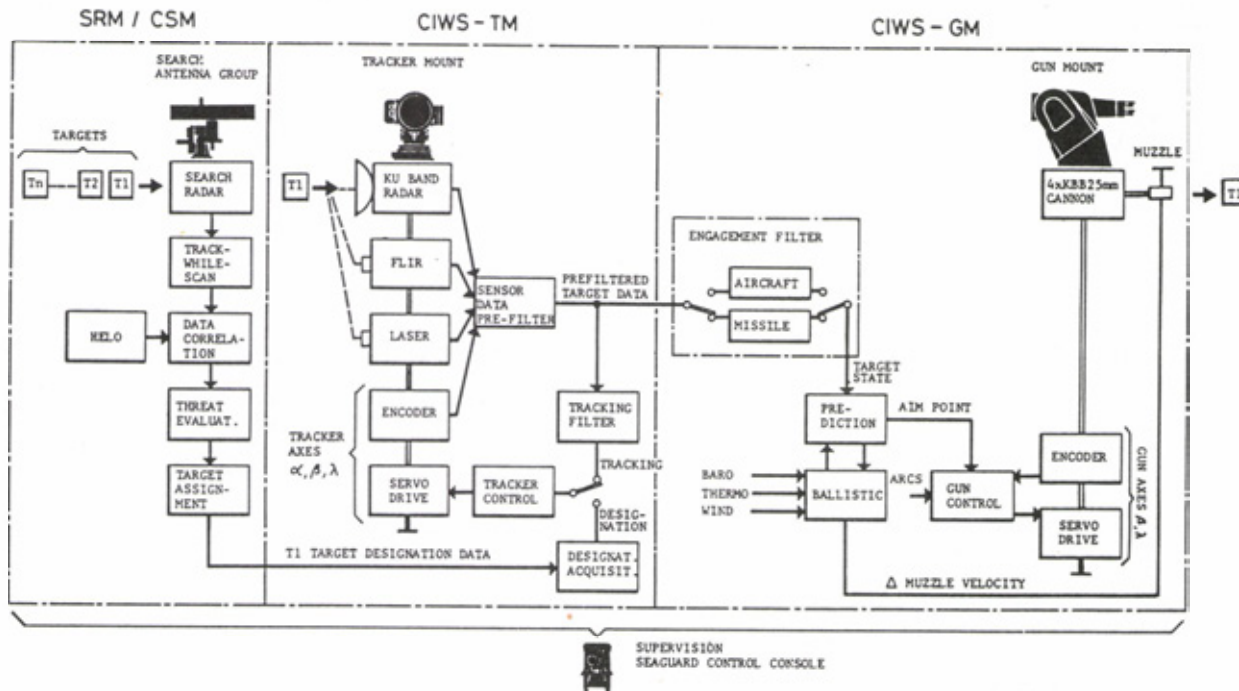 SRM / CSM
CIWS-TM
CIWS-GM
SEARCH
ANTENNA GROUP
TARGETS
Tn
T2
T1
SEARCH
RADAR
TRACK-
WHILE-
SCAN
HELO
DATA
CORRELA-
TION
THREAT
EVALUAT.
TARGET
ASSIGN-
MENT
TRACKER MOUNT
T1
KU BAND
RADAR
FLIR
LASER
ENCODER
TRACKER
AXES
α,β,λ
SERVO
DRIVE
TRACKER
CONTROL
SENSOR
DATA
PRE-FILTER
PREFILTERED
TARGET DATA
TRACKING
FILTER
TRACKING
DESIG-
NATION
T1 TARGET DESIGNATION DATA
DESIGNAT.
ACQUISIT.
GUN MOUNT
MUZZLE
4xKBB25mm
CANNON
T1
ENGAGEMENT FILTER
AIRCRAFT
MISSILE
TARGET
STATE
PRE-
DICTION
AIM POINT
BARO
THERMO
WIND
BALLISTIC
ARCS
GUN
CONTROL
ENCODER
SERVO
DRIVE
GUN AXES β,λ
Δ MUZZLE VELOCITY
SUPERVISION
SEAGUARD CONTROL CONSOLE